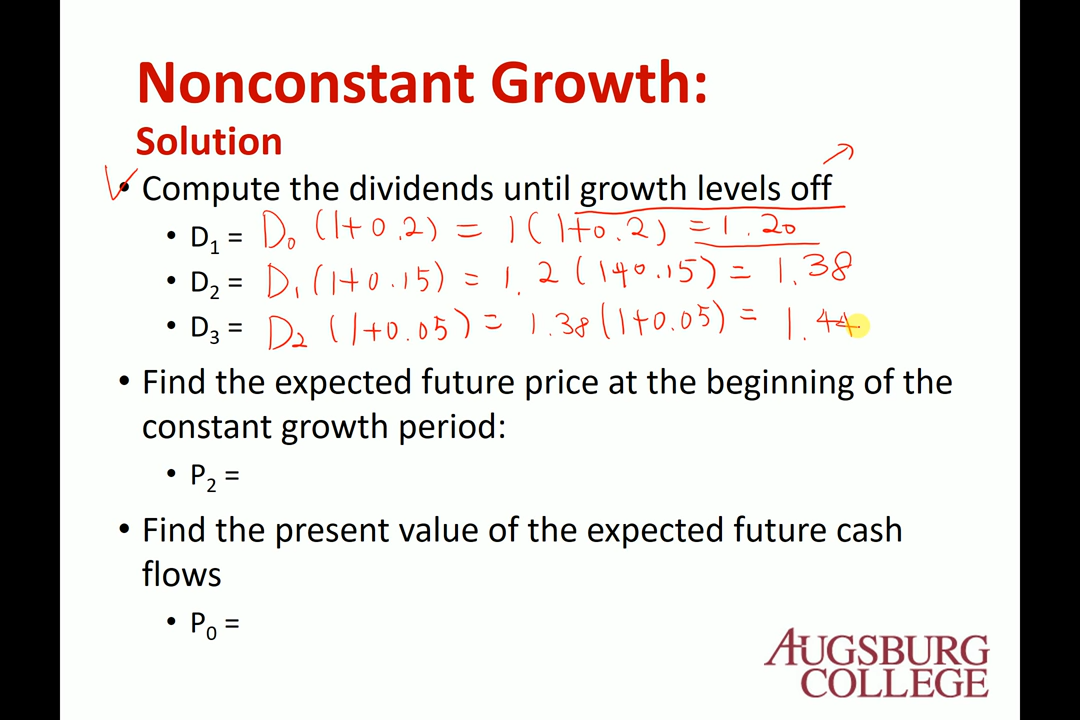 Nonconstant Growth:
Solution
• Compute the dividends until growth levels off
• D₁ = D₀ (1+0.2) = 1(1+0.2) = 1.20
• D₂ = D₁ (1+0.15) = 1.2(1+0.15) = 1.38
• D₃ = D₂ (1+0.05) = 1.38(1+0.05) = 1.44
• Find the expected future price at the beginning of the
constant growth period:
• P₂ =
• Find the present value of the expected future cash
flows
• P₀ =
AUGSBURG
COLLEGE